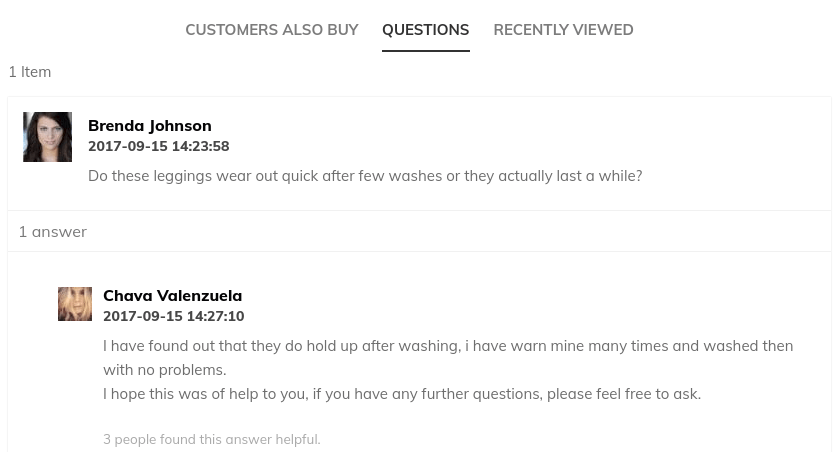 CUSTOMERS ALSO BUY QUESTIONS RECENTLY VIEWED
1 Item
Brenda Johnson
2017-09-15 14:23:58
Do these leggings wear out quick after few washes or they actually last a while?
1 answer
Chava Valenzuela
2017-09-15 14:27:10
I have found out that they do hold up after washing, i have warn mine many times and washed then
with no problems.
I hope this was of help to you, if you have any further questions, please feel free to ask.
3 people found this answer helpful.